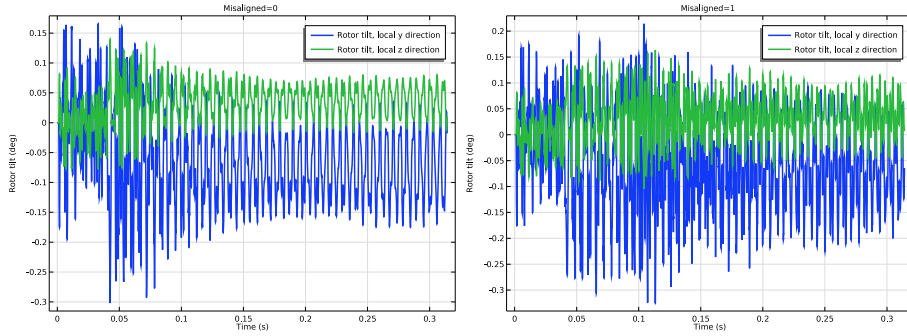 Misaligned=0
Rotor tilt, local y direction
Rotor tilt, local z direction
0.15
0.1
0.05
0
-0.05
-0.1
-0.15
-0.2
-0.25
-0.3
Rotor tilt (deg)
0 0.05 0.1 0.15 0.2 0.25 0.3
Time (s)
Misaligned=1
Rotor tilt, local y direction
Rotor tilt, local z direction
0.2
0.15
0.1
0.05
0
-0.05
-0.1
-0.15
-0.2
-0.25
-0.3
Rotor tilt (deg)
0 0.05 0.1 0.15 0.2 0.25 0.3
Time (s)